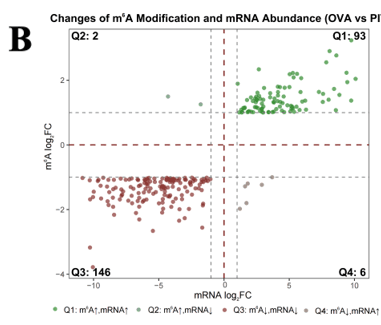 B
Changes of m⁶A Modification and mRNA Abundance (OVA vs PI
Q2: 2
Q1: 93
m⁶A log₂FC
2
0
−2
−4
Q3: 146
Q4: 6
−10
−5
0
5
10
mRNA log₂FC
Q1: m⁶A↑,mRNA↑ Q2: m⁶A↑,mRNA↓ Q3: m⁶A↓,mRNA↓ Q4: m⁶A↓,mRNA↑